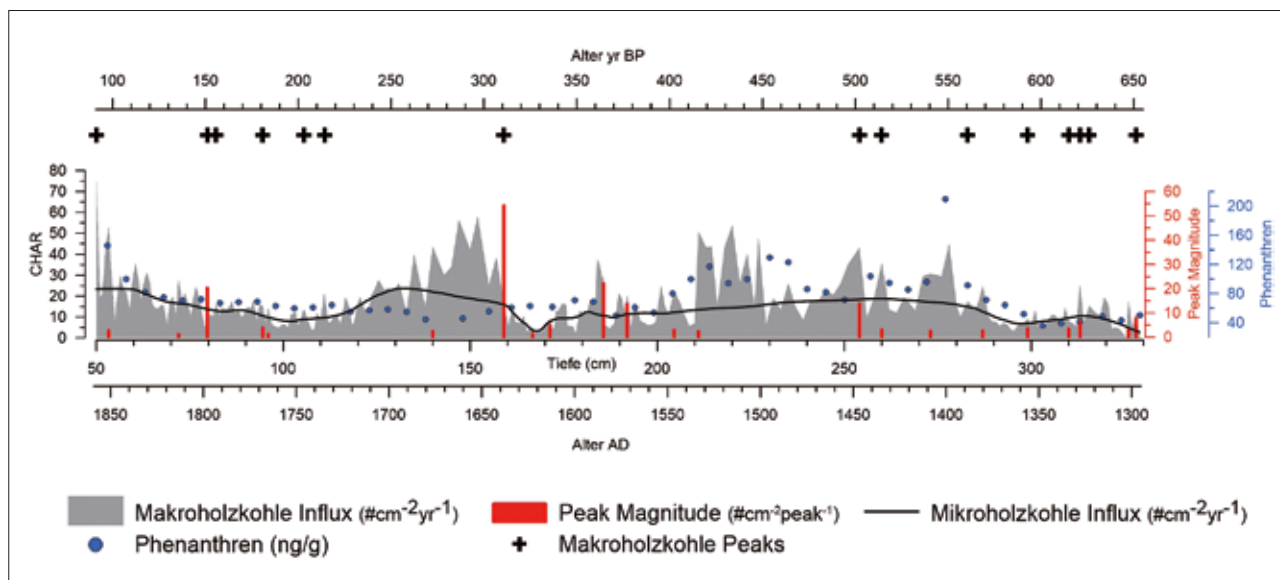 Alter yr BP
100 150 200 250 300 350 400 450 500 550 600 650
80
70
60
50
40
30
20
10
0
CHAR
60
50
60
40
30
20
10
0
Peak Magnitude
200
160
120
80
40
Phenanthren
50 100 150 Tiefe (cm) 200 250 300
1850 1800 1750 1700 1650 1600 1550 1500 1450 1400 1350 1300
Alter AD
Makroholzkohle Influx (#cm-2yr-1) Peak Magnitude (#cm-2peak-1) Mikroholzkohle Influx (#cm-2yr-1)
Phenanthren (ng/g) Makroholzkohle Peaks